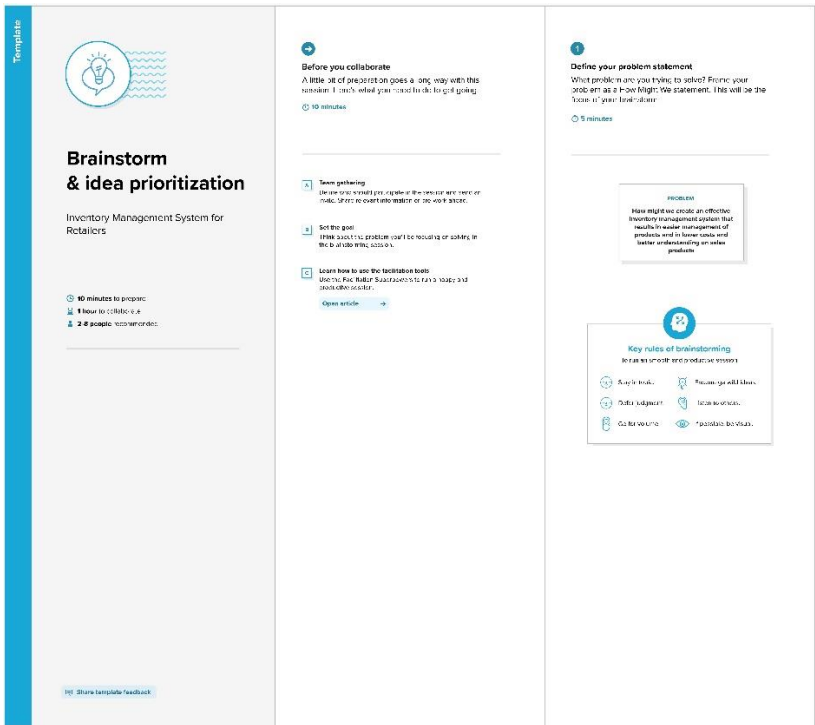 Template
Brainstorm
& idea prioritization
Inventory Management System for
Retailers
10 minutes to prepare
1 hour to collaborate
2-8 people recommended
Share template feedback
Before you collaborate
A little bit of preparation goes a long way with this
session. Here's what you need to do to get going.
10 minutes
A
Team gathering
Define who should participate in the session and send an
invite. Share relevant information or pre-work ahead.
B
Set the goal
Think about the problem you'll be focusing on solving in
the brainstorming session.
C
Learn how to use the facilitation tools
Use the Facilitation Superpowers to run a happy and
productive session.
Open article
1
Define your problem statement
What problem are you trying to solve? Frame your
problem as a How Might We statement. This will be the
focus of your brainstorm.
5 minutes
PROBLEM
How might we create an effective
inventory management system that
results in easier management of
products and in lower costs and
better understanding on sales
products
Key rules of brainstorming
To run an smooth and productive session
Stay in topic.
Encourage wild ideas.
Defer judgment.
Listen to others.
Go for volume.
If possible, be visual.